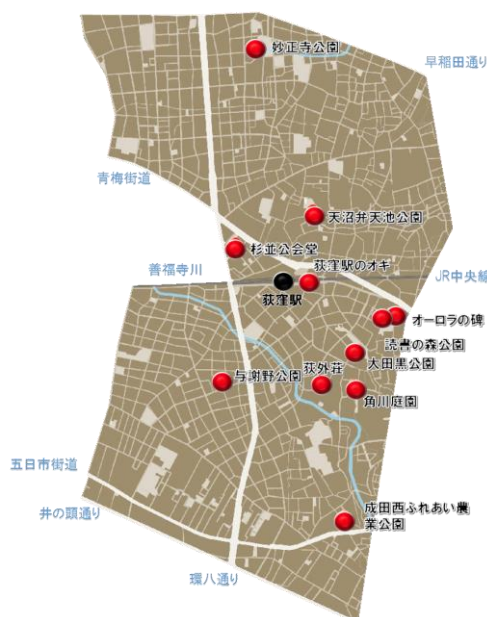 妙正寺公園
早稲田通り
青梅街道
天沼弁天池公園
杉並公会堂
荻窪駅のオキ
善福寺川
JR中央線
荻窪駅
オーロラの碑
読書の森公園
大田黒公園
荻外荘
与謝野公園
角川庭園
五日市街道
井の頭通り
成田西ふれあい農
業公園
環八通り